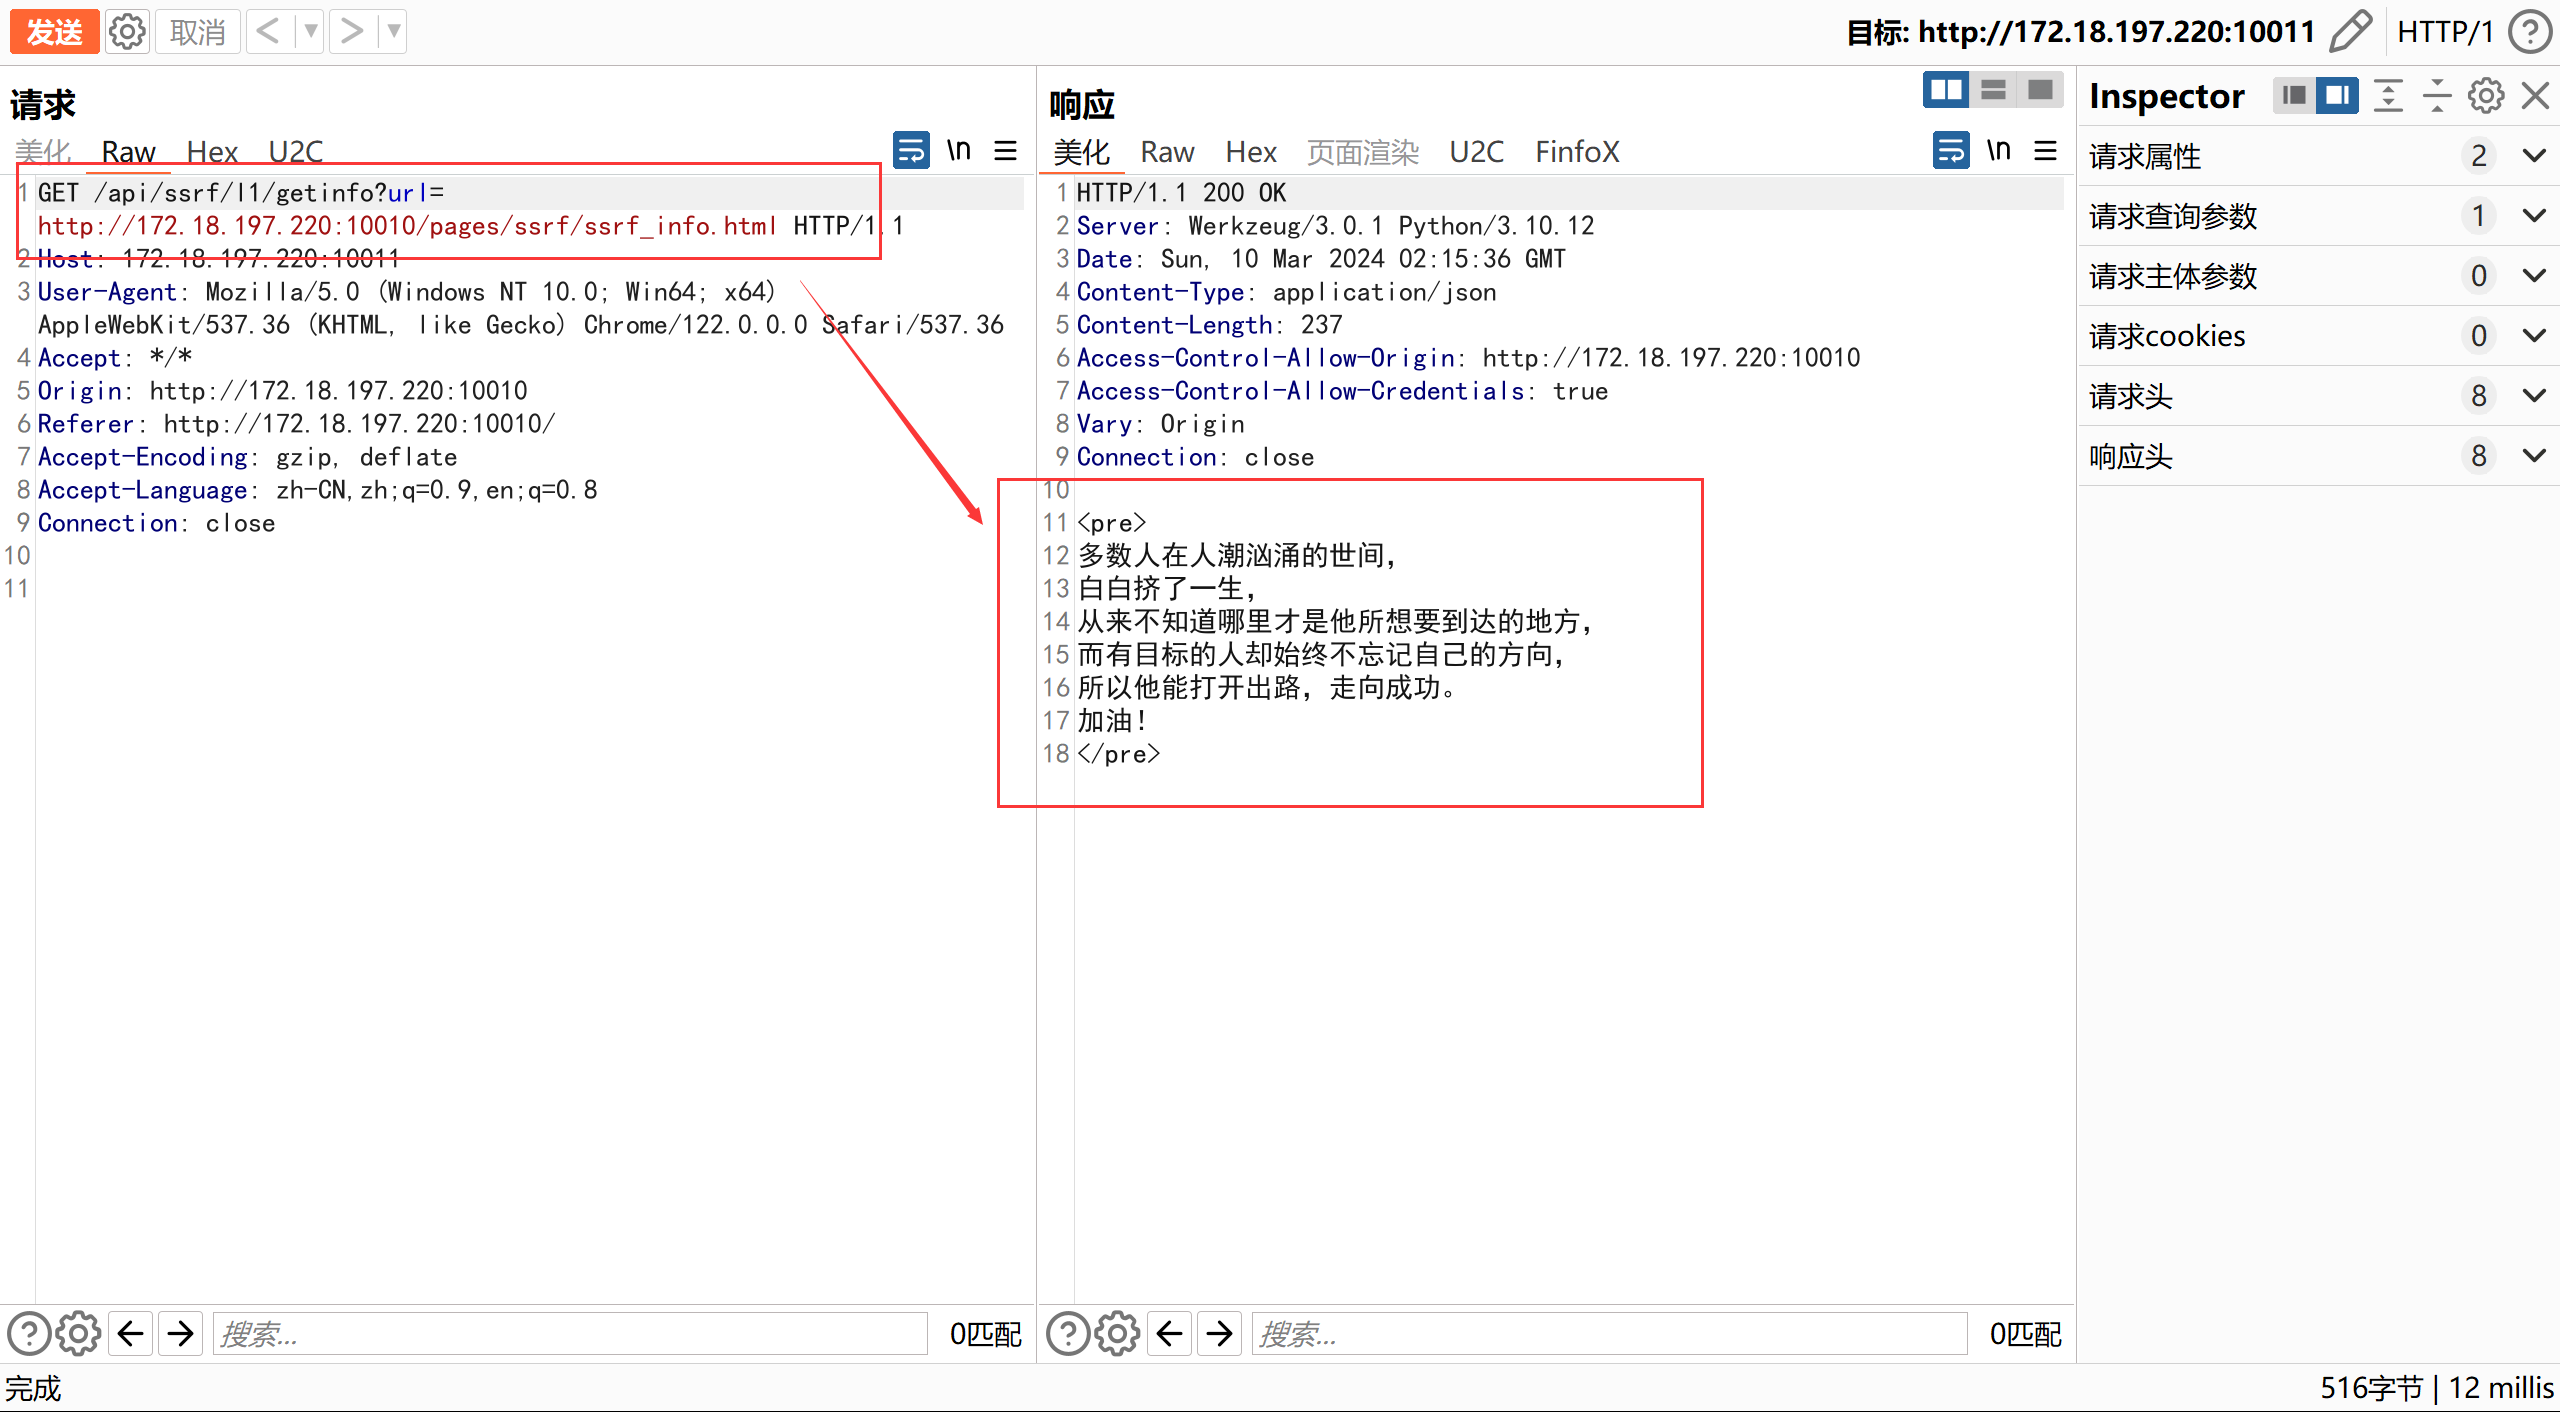 发送 取消 < > 目标: http://172.18.197.220:10011 HTTP/1
请求
美化 Raw Hex U2C \n
1 GET /api/ssrf/l1/getinfo?url=
http://172.18.197.220:10010/pages/ssrf/ssrf_info.html HTTP/1.1
2 Host: 172.18.197.220:10011
3 User-Agent: Mozilla/5.0 (Windows NT 10.0; Win64; x64)
AppleWebKit/537.36 (KHTML, like Gecko) Chrome/122.0.0.0 Safari/537.36
4 Accept: */*
5 Origin: http://172.18.197.220:10010
6 Referer: http://172.18.197.220:10010/
7 Accept-Encoding: gzip, deflate
8 Accept-Language: zh-CN,zh;q=0.9,en;q=0.8
9 Connection: close
10
11
搜索... 0匹配
响应
美化 Raw Hex 页面渲染 U2C FinfoX \n
1 HTTP/1.1 200 OK
2 Server: Werkzeug/3.0.1 Python/3.10.12
3 Date: Sun, 10 Mar 2024 02:15:36 GMT
4 Content-Type: application/json
5 Content-Length: 237
6 Access-Control-Allow-Origin: http://172.18.197.220:10010
7 Access-Control-Allow-Credentials: true
8 Vary: Origin
9 Connection: close
10
11 <pre>
12 多数人在人潮汹涌的世间，
13 白白挤了一生，
14 从来不知道哪里才是他所想要到达的地方，
15 而有目标的人却始终不忘记自己的方向，
16 所以他能打开出路，走向成功。
17 加油！
18 </pre>
搜索... 0匹配
Inspector
请求属性 2
请求查询参数 1
请求主体参数 0
请求cookies 0
请求头 8
响应头 8
完成 516字节 | 12 millis